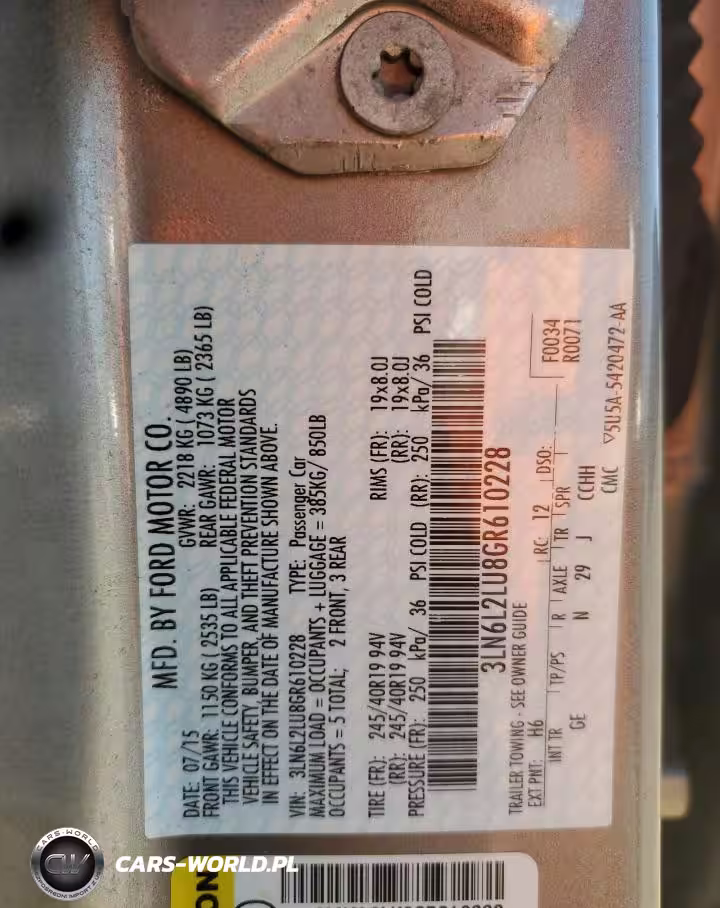 MFD. BY FORD MOTOR CO.
DATE: 07/15 GVWR: 2218 KG ( 4890 LB)
FRONT GAWR: 1150 KG ( 2535 LB) REAR GAWR: 1073 KG ( 2365 LB)
THIS VEHICLE CONFORMS TO ALL APPLICABLE FEDERAL MOTOR
VEHICLE SAFETY, BUMPER, AND THEFT PREVENTION STANDARDS
IN EFFECT ON THE DATE OF MANUFACTURE SHOWN ABOVE.
VIN: 3LN6L2LU8GR610228 TYPE: Passenger Car
MAXIMUM LOAD = OCCUPANTS + LUGGAGE = 385KG/ 850LB
OCCUPANTS = 5 TOTAL; 2 FRONT, 3 REAR
TIRE (FR): 245/40R19 94V RIMS (FR): 19x8.0J
(RR): 245/40R19 94V (RR): 19x8.0J
PRESSURE (FR): 250 kPa/ 36 PSI COLD (RR): 250 kPa/ 36 PSI COLD
3LN6L2LU8GR610228
TRAILER TOWING - SEE OWNER GUIDE
EXT PNT: H6 RC: 12 DSO: F0034
R0071
INT TR TP/PS R AXLE TR SPR
GE N 29 J CCHH
CMC ▽5U5A-5420472-AA
CARS-WORLD
CW
CARS-WORLD.PL